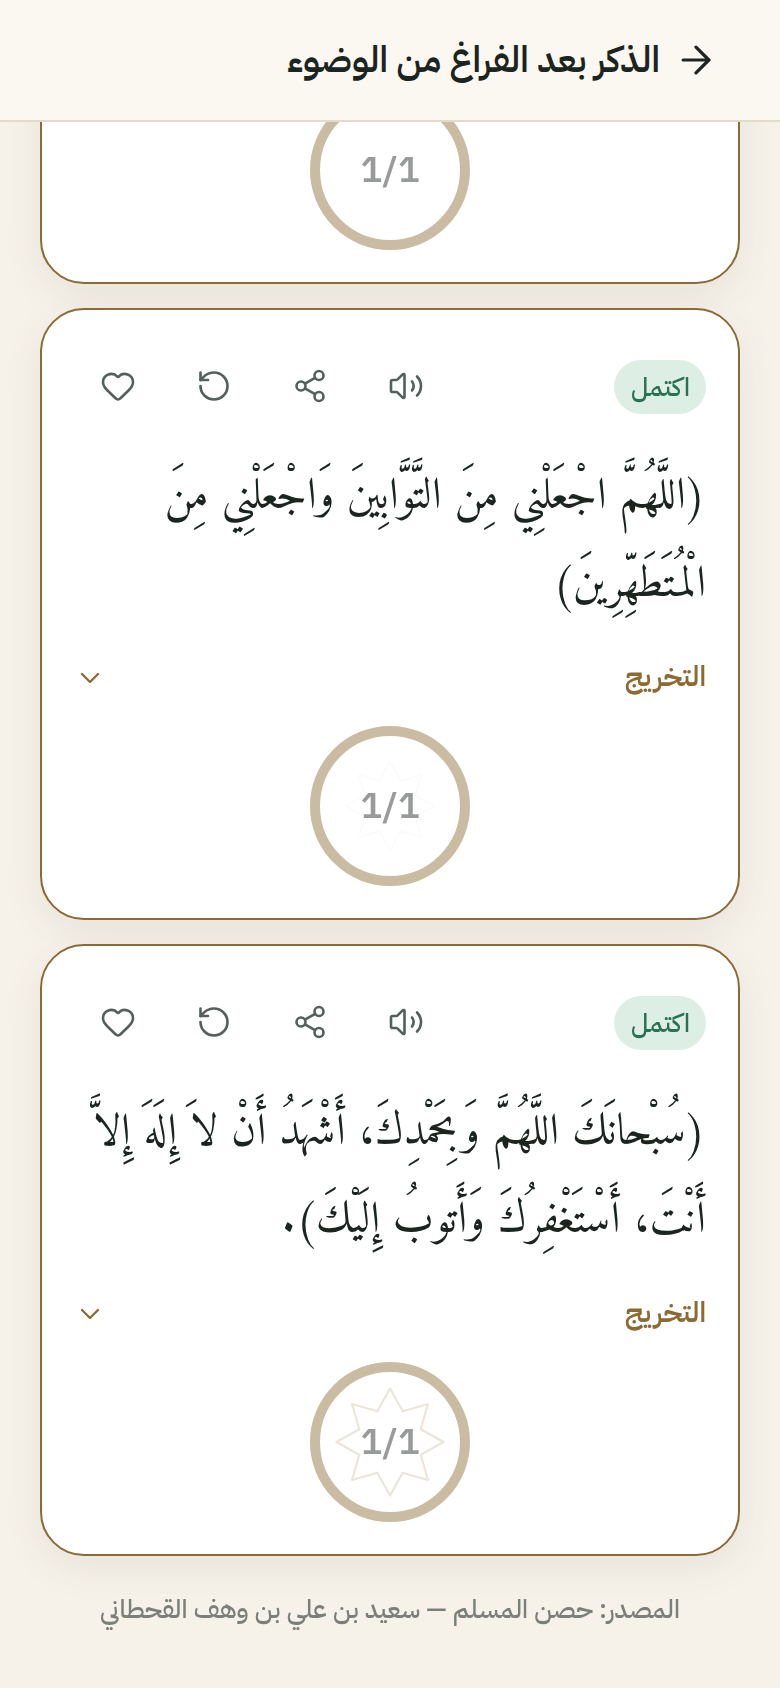 الذكر بعد الفراغ من الوضوء
1/1
اكتمل
(اللَّهُمَّ اجْعَلْنِي مِنَ التَّوَّابِينَ وَاجْعَلْنِي مِنَ
الْمُتَطَهِّرِينَ)
التخريج
1/1
اكتمل
(سُبْحانَكَ اللَّهُمَّ وَبِحَمْدِكَ، أَشْهَدُ أَنْ لاَ إِلَهَ إِلاَّ
أَنْتَ، أَسْتَغْفِرُكَ وَأَتوبُ إِلَيْكَ).
التخريج
1/1
المصدر: حصن المسلم — سعيد بن علي بن وهف القحطاني